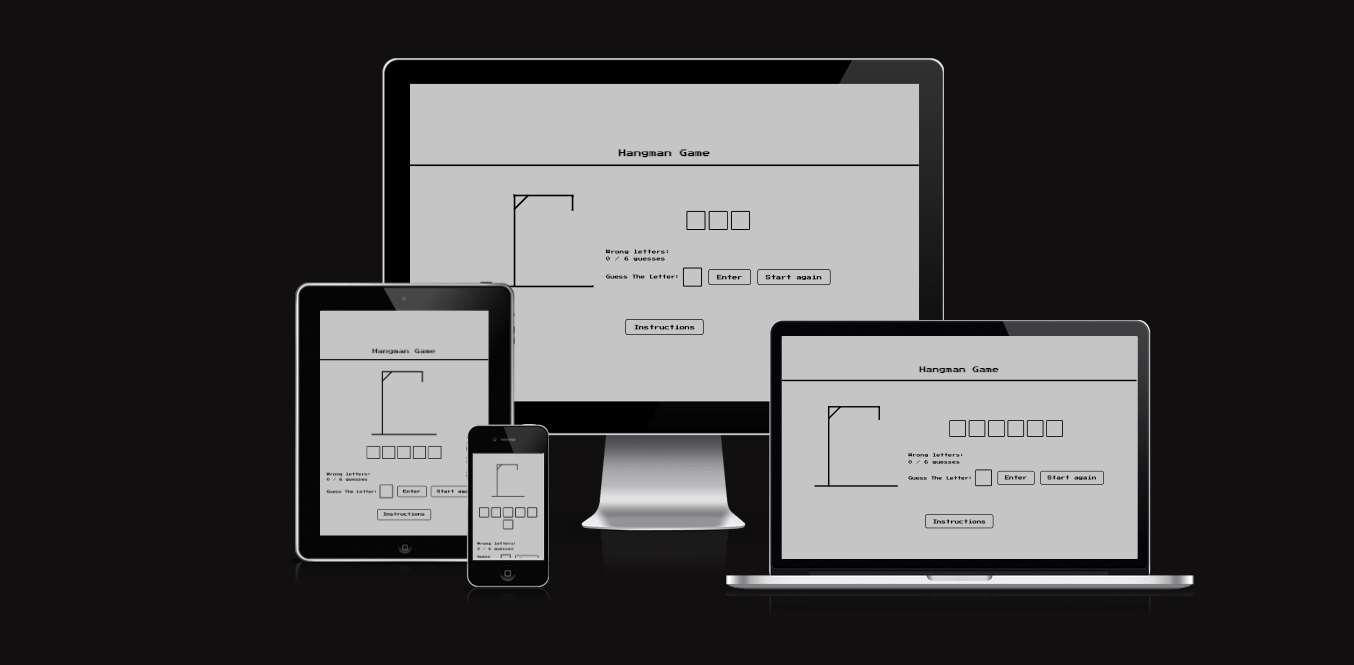 Hangman Game
Wrong letters:
0 / 6 guesses
Guess The Letter: Enter Start again
Instructions
Hangman Game
Wrong letters:
0 / 6 guesses
Guess The Letter: Enter Start
Instructions
Wrong letters:
0 / 6 guesses
Guess
Hangman Game
Wrong letters:
0 / 6 guesses
Guess The Letter: Enter Start again
Instructions